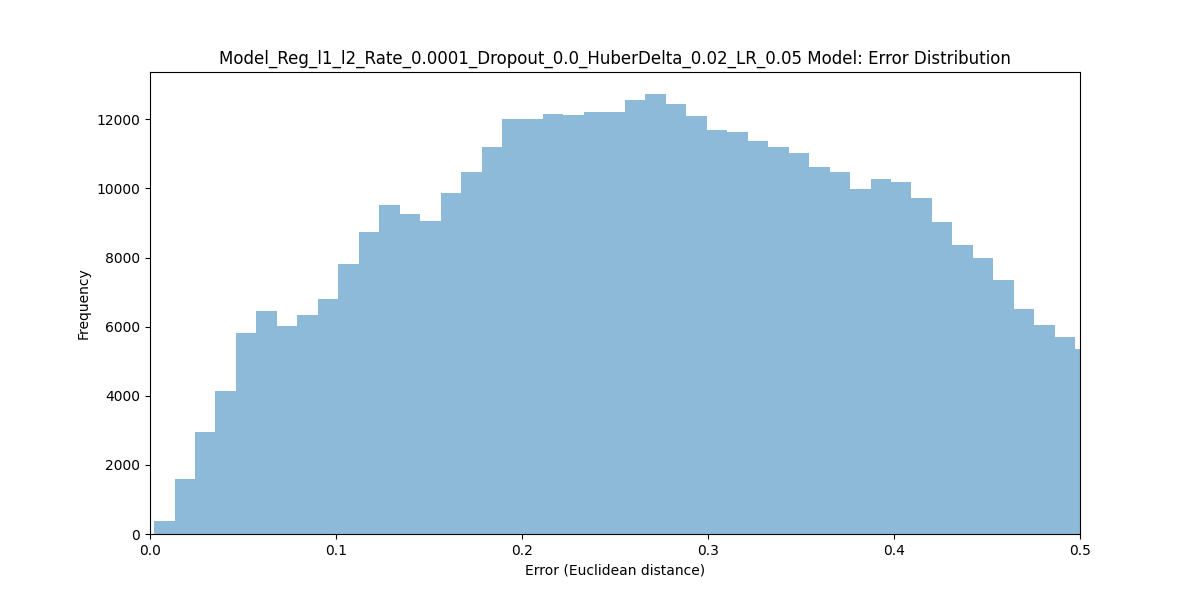 Model_Reg_l1_l2_Rate_0.0001_Dropout_0.0_HuberDelta_0.02_LR_0.05 Model: Error Distribution
12000
10000
8000
6000
4000
2000
0
Frequency
0.0 0.1 0.2 0.3 0.4 0.5
Error (Euclidean distance)